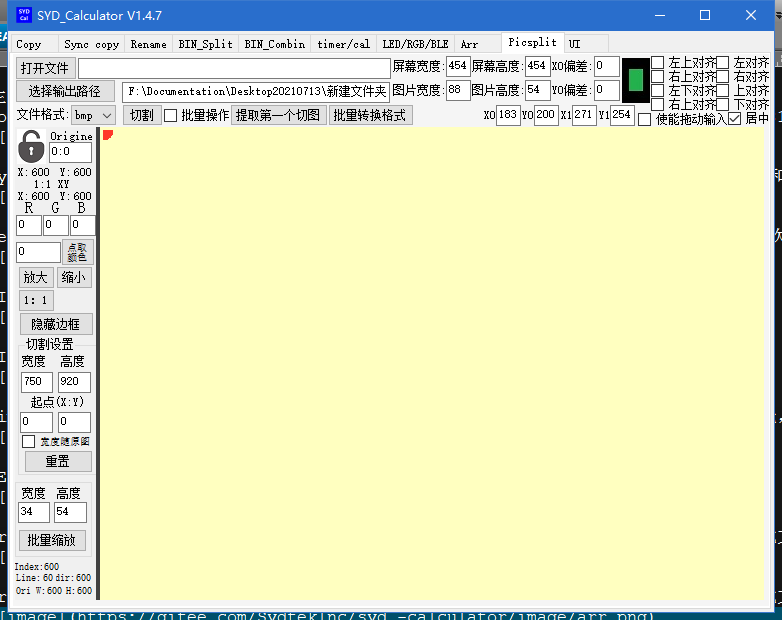 SYD Cal SYD_Calculator V1.4.7
Copy Sync copy Rename BIN_Split BIN_Combin timer/cal LED/RGB/BLE Arr Picsplit UI
打开文件 屏幕宽度: 454 屏幕高度: 454 X0偏差: 0 左上对齐 左对齐
右上对齐 右对齐
选择输出路径 F:\Documentation\Desktop20210713\新建文件夹 图片宽度: 88 图片高度: 54 Y0偏差: 0 左下对齐 上对齐
右上对齐 下对齐
文件格式: bmp 切割 批量操作 提取第一个切图 批量转换格式 X0 183 Y0 200 X1 271 Y1 254 使能拖动输入 居中
Origine
0:0
X:600 Y:600
1:1 XY
X:600 Y:600
R G B
0 0 0
0 点取颜色
放大 缩小
1: 1
隐藏边框
切割设置
宽度 高度
750 920
起点(X:Y)
0 0
宽度随原图
重置
宽度 高度
34 54
批量缩放
Index:600
Line: 60 dir:600
Ori W:600 H:600
[image](https://gitee.com/SydtekInc/syd_-calculator/image/arr.png)